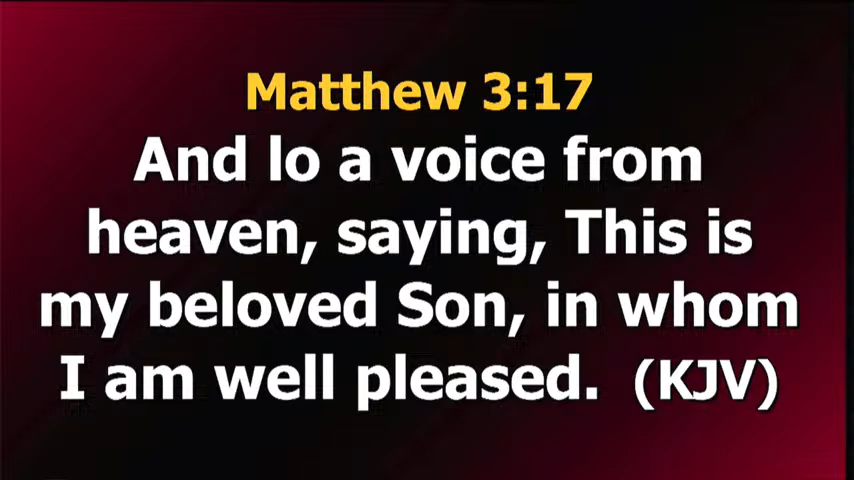 Matthew 3:17
And lo a voice from
heaven, saying, This is
my beloved Son, in whom
I am well pleased.  (KJV)